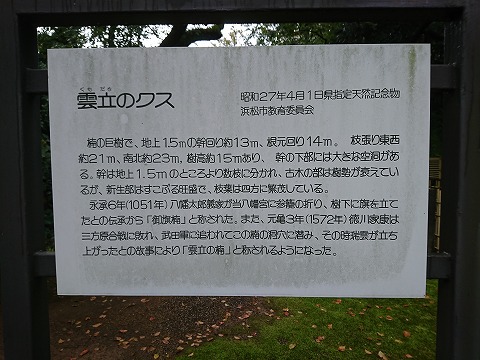 くも だち
雲立のクス
昭和27年4月1日県指定天然記念物
浜松市教育委員会
楠の巨樹で、地上1.5mの幹回り約13m、根元回り14m。 枝張り東西
約21m、南北約23m、樹高約15mあり、 幹の下部には大きな空洞があ
る。幹は地上1.5mのところより数枝に分かれ、古木の部は樹勢が衰えてい
るが、新生部はすこぶる旺盛で、枝葉は四方に繁茂している。
永承6年(1051年)八幡太郎義家が当八幡宮に参籠の折り、樹下に旗を立て
たとの伝承から「御旗楠」と称された。また、元亀3年(1572年)徳川家康は
三方原合戦に敗れ、武田軍に追われてこの楠の洞穴に潜み、その時瑞雲が立ち
上がったとの故事により「雲立の楠」と称されるようになった。